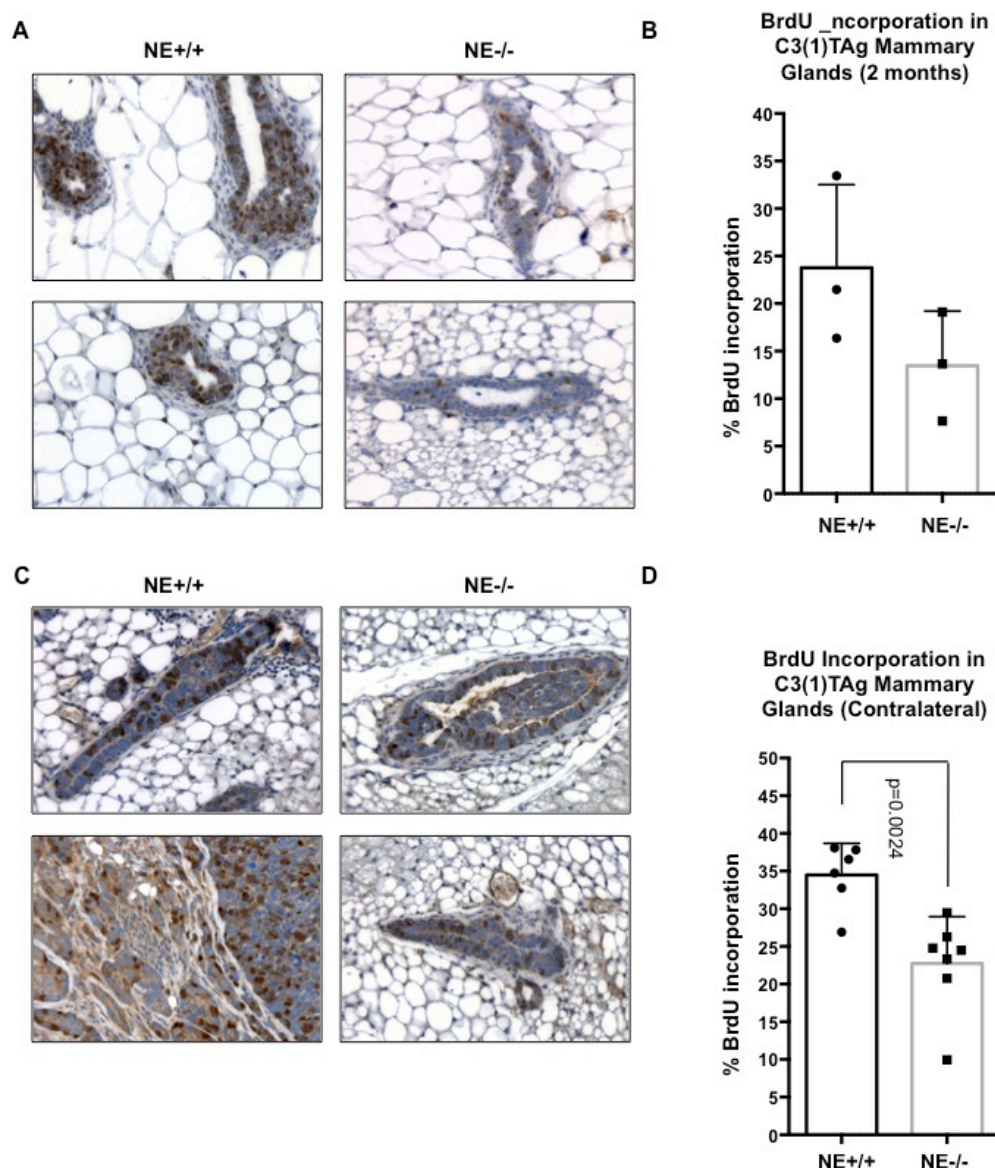 A
NE+/+
NE-/-
B
BrdU _ncorporation in
C3(1)TAg Mammary
Glands (2 months)
40
35
30
25
20
15
10
5
0
% BrdU incorporation
NE+/+
NE-/-
C
NE+/+
NE-/-
D
BrdU Incorporation in
C3(1)TAg Mammary
Glands (Contralateral)
50
45
40
35
30
25
20
15
10
5
0
% BrdU incorporation
p=0.0024
NE+/+
NE-/-